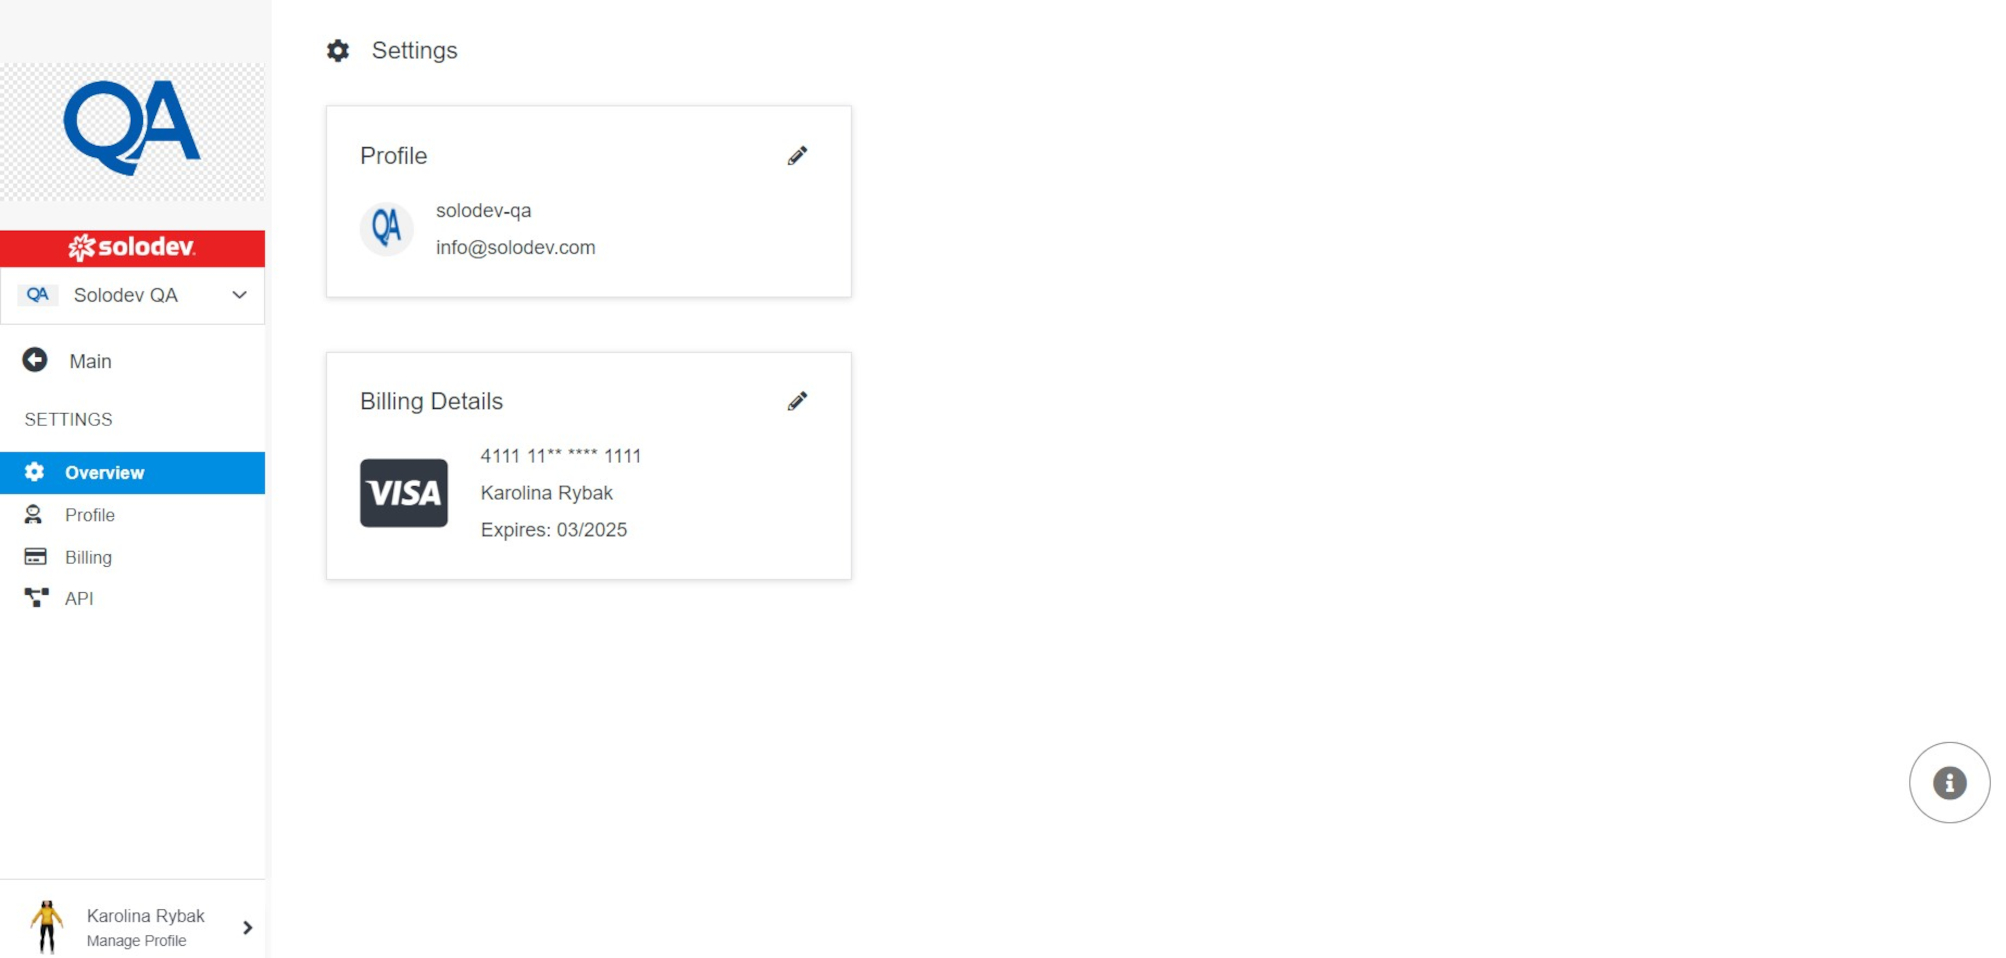 QA
solodev
QA Solodev QA
Main
SETTINGS
Overview
Profile
Billing
API
Karolina Rybak
Manage Profile
Settings
Profile
QA
solodev-qa
info@solodev.com
Billing Details
VISA
4111 11** **** 1111
Karolina Rybak
Expires: 03/2025